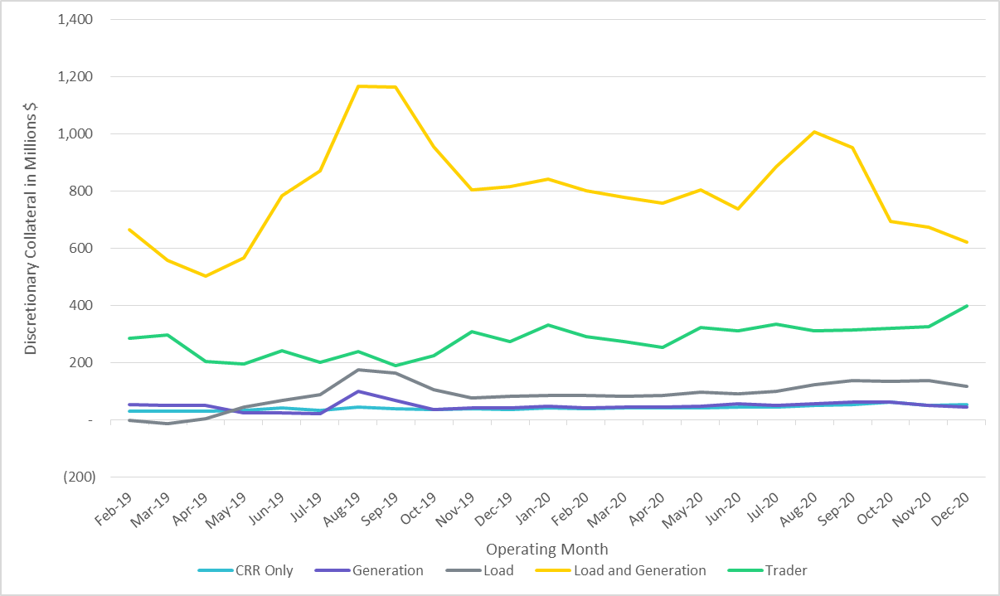 1,400
1,200
1,000
800
600
400
200
-
(200)
Discretionary Collateral in Millions $
Feb-19
Mar-19
Apr-19
May-19
Jun-19
Jul-19
Aug-19
Sep-19
Oct-19
Nov-19
Dec-19
Jan-20
Feb-20
Mar-20
Apr-20
May-20
Jun-20
Jul-20
Aug-20
Sep-20
Oct-20
Nov-20
Dec-20
Operating Month
CRR Only Generation Load Load and Generation Trader